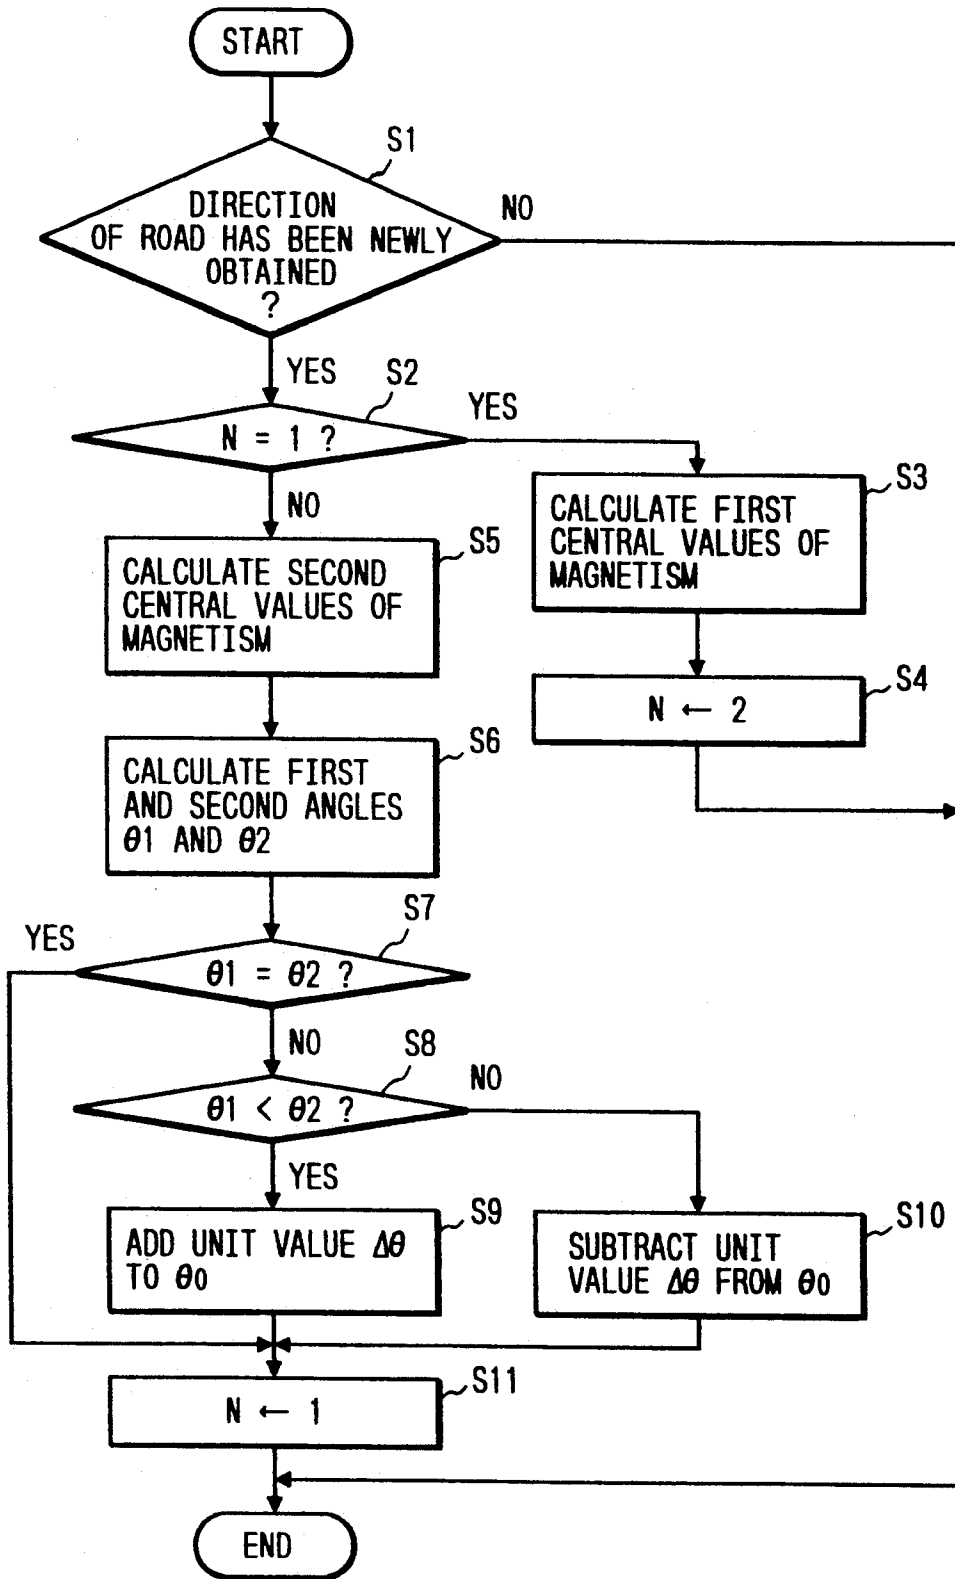 START
S1
DIRECTION
OF ROAD HAS BEEN NEWLY
OBTAINED
?
NO
YES
S2
N = 1 ?
YES
NO
S3
CALCULATE FIRST
CENTRAL VALUES OF
MAGNETISM
S5
CALCULATE SECOND
CENTRAL VALUES OF
MAGNETISM
S4
N ← 2
S6
CALCULATE FIRST
AND SECOND ANGLES
θ1 AND θ2
S7
YES
θ1 = θ2 ?
NO
S8
θ1 < θ2 ?
NO
YES
S9
ADD UNIT VALUE Δθ
TO θ0
S10
SUBTRACT UNIT
VALUE Δθ FROM θ0
S11
N ← 1
END